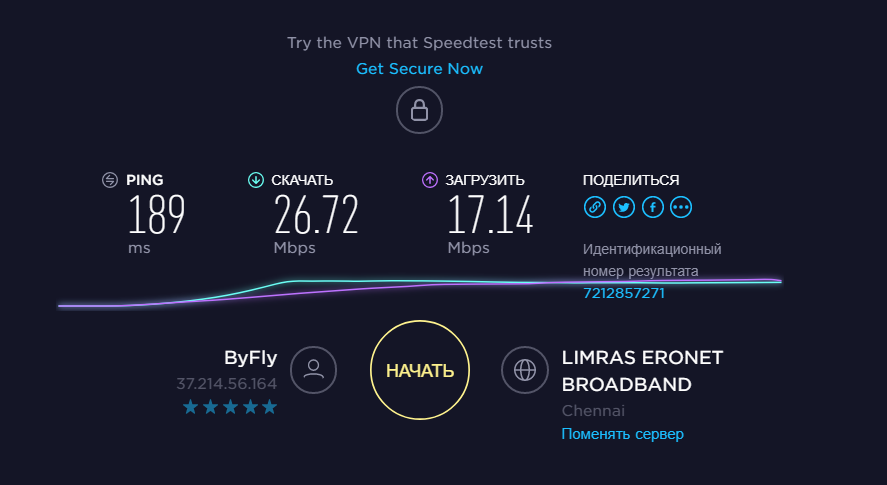 Try the VPN that Speedtest trusts
Get Secure Now
PING
189
ms
СКАЧАТЬ
26.72
Mbps
ЗАГРУЗИТЬ
17.14
Mbps
ПОДЕЛИТЬСЯ
Идентификационный
номер результата
7212857271
ByFly
37.214.56.164
НАЧАТЬ
LIMRAS ERONET
BROADBAND
Chennai
Поменять сервер